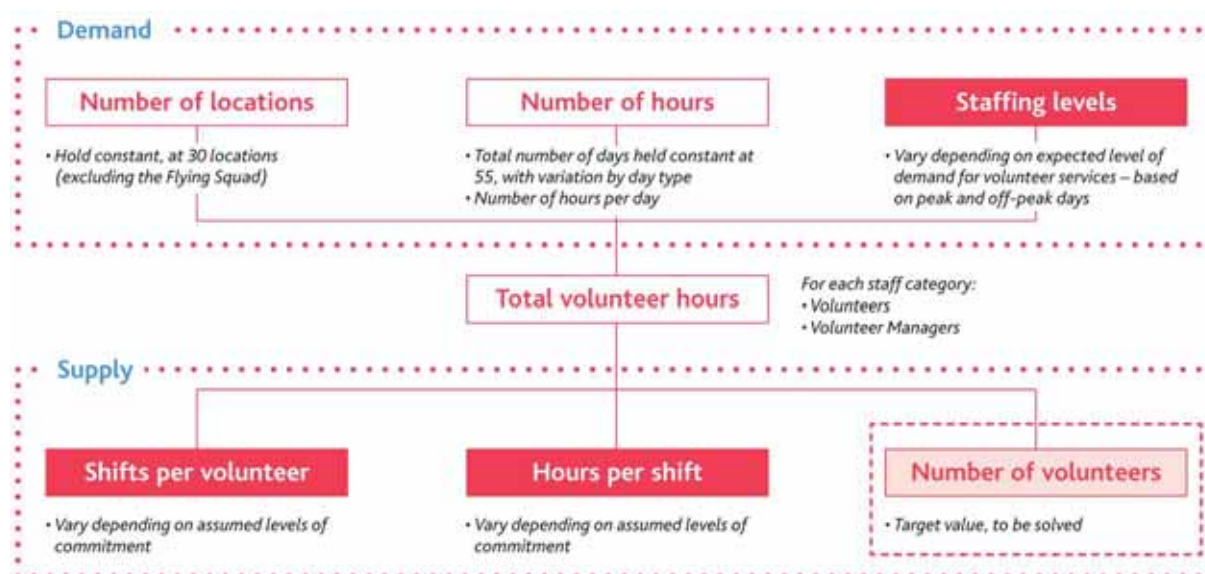 Demand
Number of locations
• Hold constant, at 30 locations
(excluding the Flying Squad)
Number of hours
• Total number of days held constant at
55, with variation by day type
• Number of hours per day
Staffing levels
• Vary depending on expected level of
demand for volunteer services – based
on peak and off-peak days
Total volunteer hours
For each staff category:
• Volunteers
• Volunteer Managers
Supply
Shifts per volunteer
• Vary depending on assumed levels of
commitment
Hours per shift
• Vary depending on assumed levels of
commitment
Number of volunteers
• Target value, to be solved